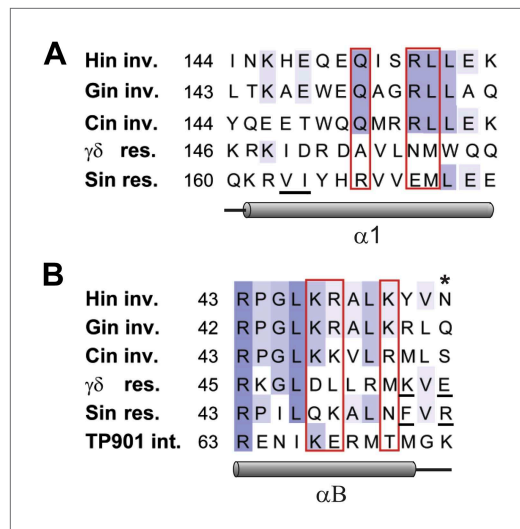 A
Hin inv. 144 I N K H E Q E Q I S R L L E K
Gin inv. 143 L T K A E W E Q A G R L L A Q
Cin inv. 144 Y Q E E T W Q Q M R R L L E K
γδ res. 146 K R K I D R D A V L N M W Q Q
Sin res. 160 Q K R V I Y H R V V E M L E E
α1
B
*
Hin inv. 43 R P G L K R A L K Y V N
Gin inv. 42 R P G L K R A L K R L Q
Cin inv. 43 R P G L K K V L R M L S
γδ res. 45 R K G L D L L R M K V E
Sin res. 43 R P I L Q K A L N F V R
TP901 int. 63 R E N I K E R M T M G K
αB